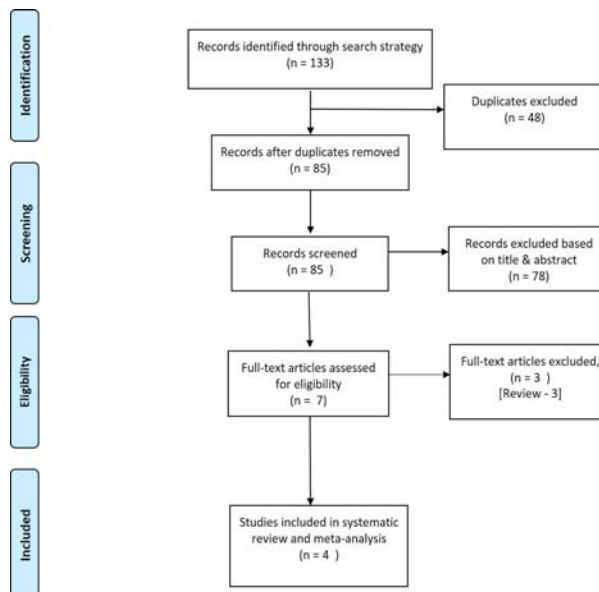 Identification
Records identified through search strategy
(n = 133)
Duplicates excluded
(n = 48)
Records after duplicates removed
(n = 85)
Screening
Records screened
(n = 85 )
Records excluded based
on title & abstract
(n = 78)
Eligibility
Full-text articles assessed
for eligibility
(n = 7)
Full-text articles excluded,
(n = 3 )
[Review - 3]
Included
Studies included in systematic
review and meta-analysis
(n = 4 )